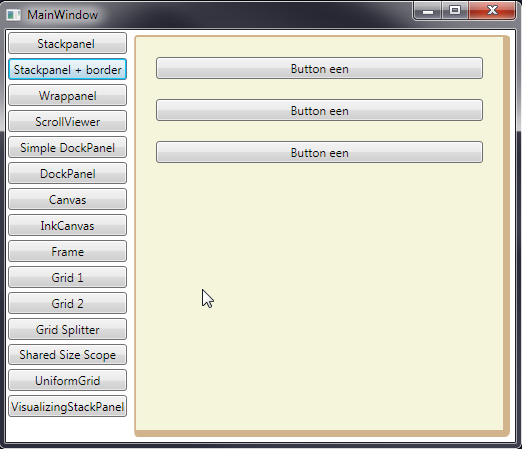 MainWindow
Stackpanel
Stackpanel + border
Wrappanel
ScrollViewer
Simple DockPanel
DockPanel
Canvas
InkCanvas
Frame
Grid 1
Grid 2
Grid Splitter
Shared Size Scope
UniformGrid
VisualizingStackPanel
Button een
Button een
Button een